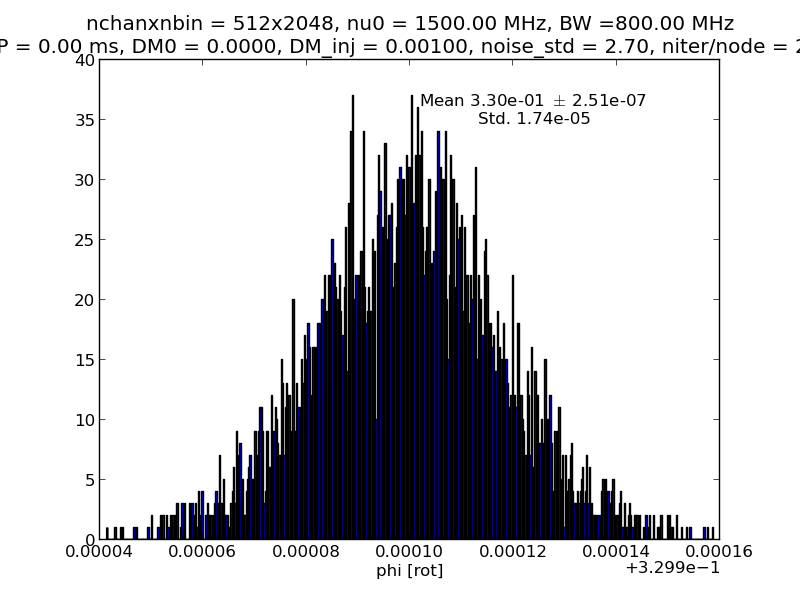 nchanxnbin = 512x2048, nu0 = 1500.00 MHz, BW =800.00 MHz
P = 0.00 ms, DM0 = 0.0000, DM_inj = 0.00100, noise_std = 2.70, niter/node = 2
40
Mean 3.30e-01 ± 2.51e-07
35
Std. 1.74e-05
30
25
20
15
10
5
0
0.00004 0.00006 0.00008 0.00010 0.00012 0.00014 0.00016
phi [rot]
+3.299e−1